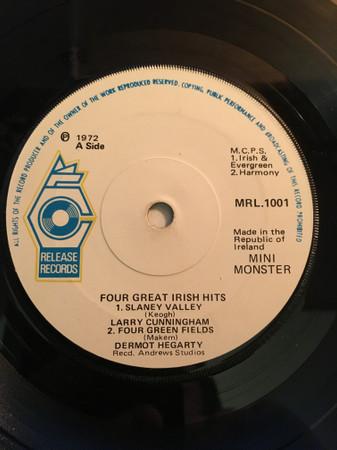 ALL RIGHTS OF THE RECORD PRODUCER AND OF THE OWNER OF THE WORK REPRODUCED RESERVED. COPYING, PUBLIC PERFORMANCE AND BROADCASTING OF THIS RECORD PROHIBITED
Ⓟ 1972
A Side
M.C.P.S.
1. Irish &
Evergreen
2. Harmony
MRL.1001
Made in the
Republic of
Ireland
MINI
MONSTER
RELEASE
RECORDS
FOUR GREAT IRISH HITS
1. SLANEY VALLEY
(Keogh)
LARRY CUNNINGHAM
2. FOUR GREEN FIELDS
(Makem)
DERMOT HEGARTY
Recd. Andrews Studios